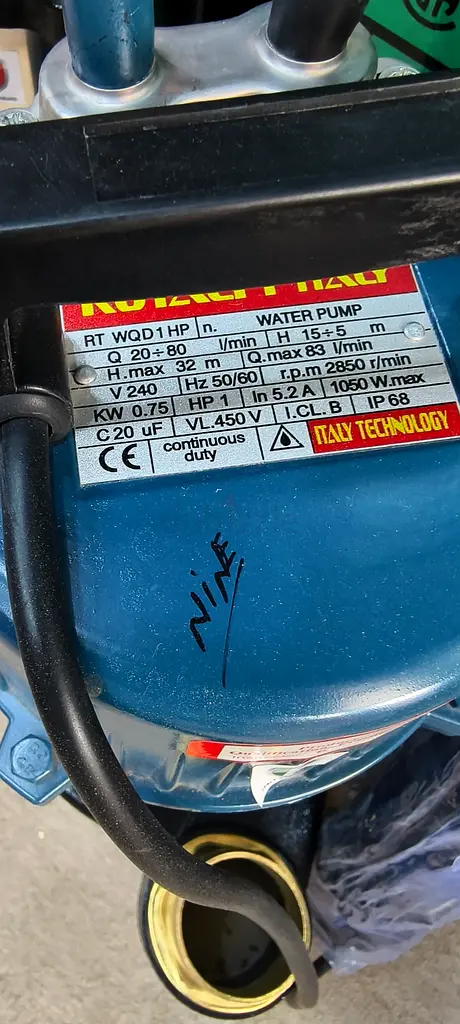 ITALY
RT WQD1HP n. WATER PUMP
Q 20÷80 l/min H 15÷5 m
H.max 32 m Q.max 83 l/min
V 240 Hz 50/60 r.p.m 2850 r/min
KW 0.75 HP 1 In 5.2 A 1050 W.max
C 20 uF VL.450 V I.CL.B IP 68
CE continuous duty ITALY TECHNOLOGY
NINE